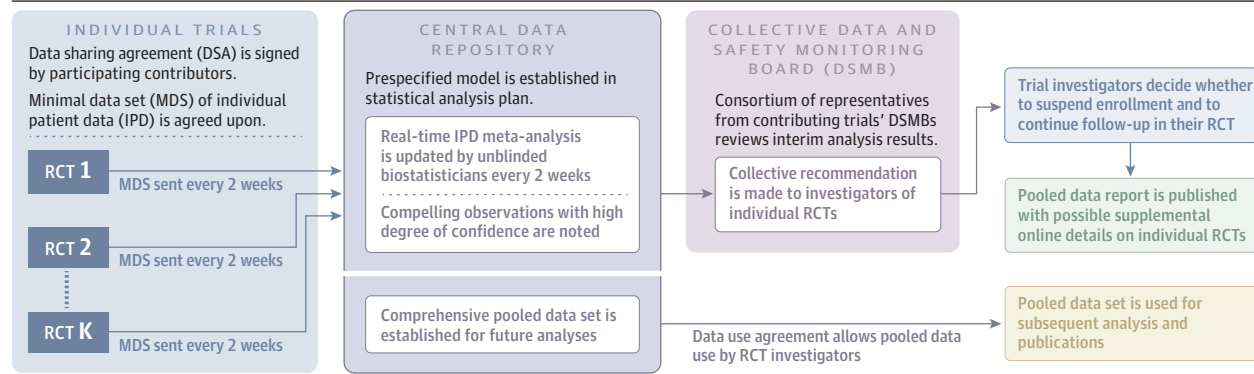 INDIVIDUAL TRIALS
Data sharing agreement (DSA) is signed
by participating contributors.
Minimal data set (MDS) of individual
patient data (IPD) is agreed upon.
RCT 1
MDS sent every 2 weeks
RCT 2
MDS sent every 2 weeks
RCT K
MDS sent every 2 weeks
CENTRAL DATA
REPOSITORY
Prespecified model is established in
statistical analysis plan.
Real-time IPD meta-analysis
is updated by unblinded
biostatisticians every 2 weeks
Compelling observations with high
degree of confidence are noted
Comprehensive pooled data set is
established for future analyses
COLLECTIVE DATA AND
SAFETY MONITORING
BOARD (DSMB)
Consortium of representatives
from contributing trials’ DSMBs
reviews interim analysis results.
Collective recommendation
is made to investigators of
individual RCTs
Data use agreement allows pooled data
use by RCT investigators
Trial investigators decide whether
to suspend enrollment and to
continue follow-up in their RCT
Pooled data report is published
with possible supplemental
online details on individual RCTs
Pooled data set is used for
subsequent analysis and
publications